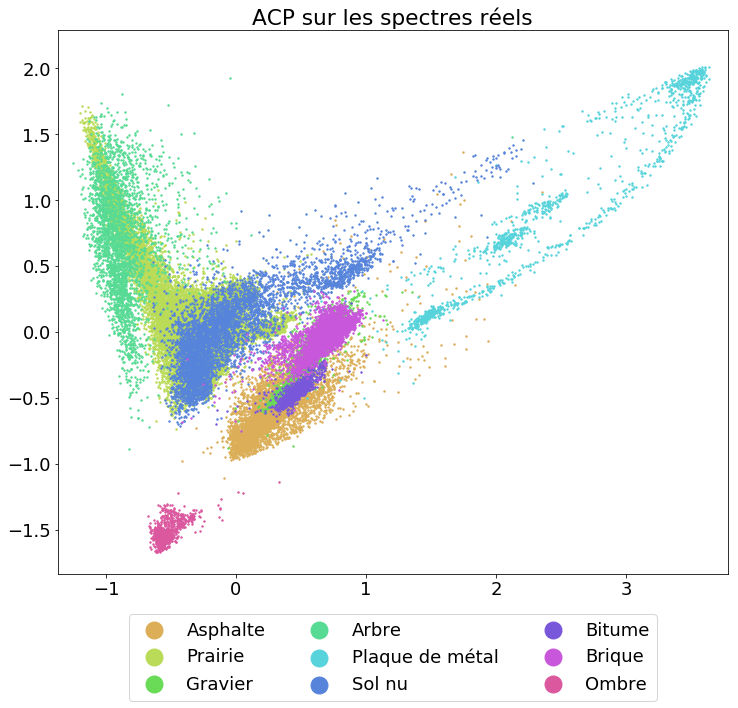 ACP sur les spectres réels
2.0
1.5
1.0
0.5
0.0
−0.5
−1.0
−1.5
−1 0 1 2 3
Asphalte Arbre Bitume
Prairie Plaque de métal Brique
Gravier Sol nu Ombre